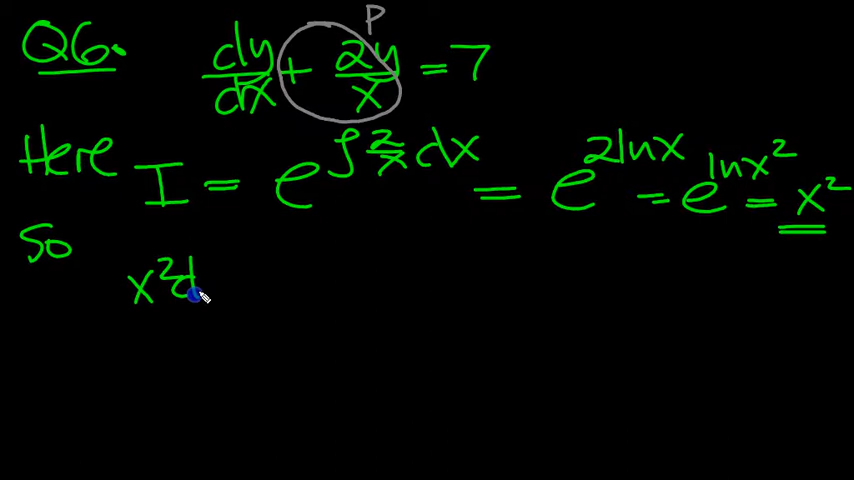 Q6. dy/dx + 2y/x = 7
P
Here I = e^∫2/x dx = e^2lnx = e^lnx² = x²
So
x²d